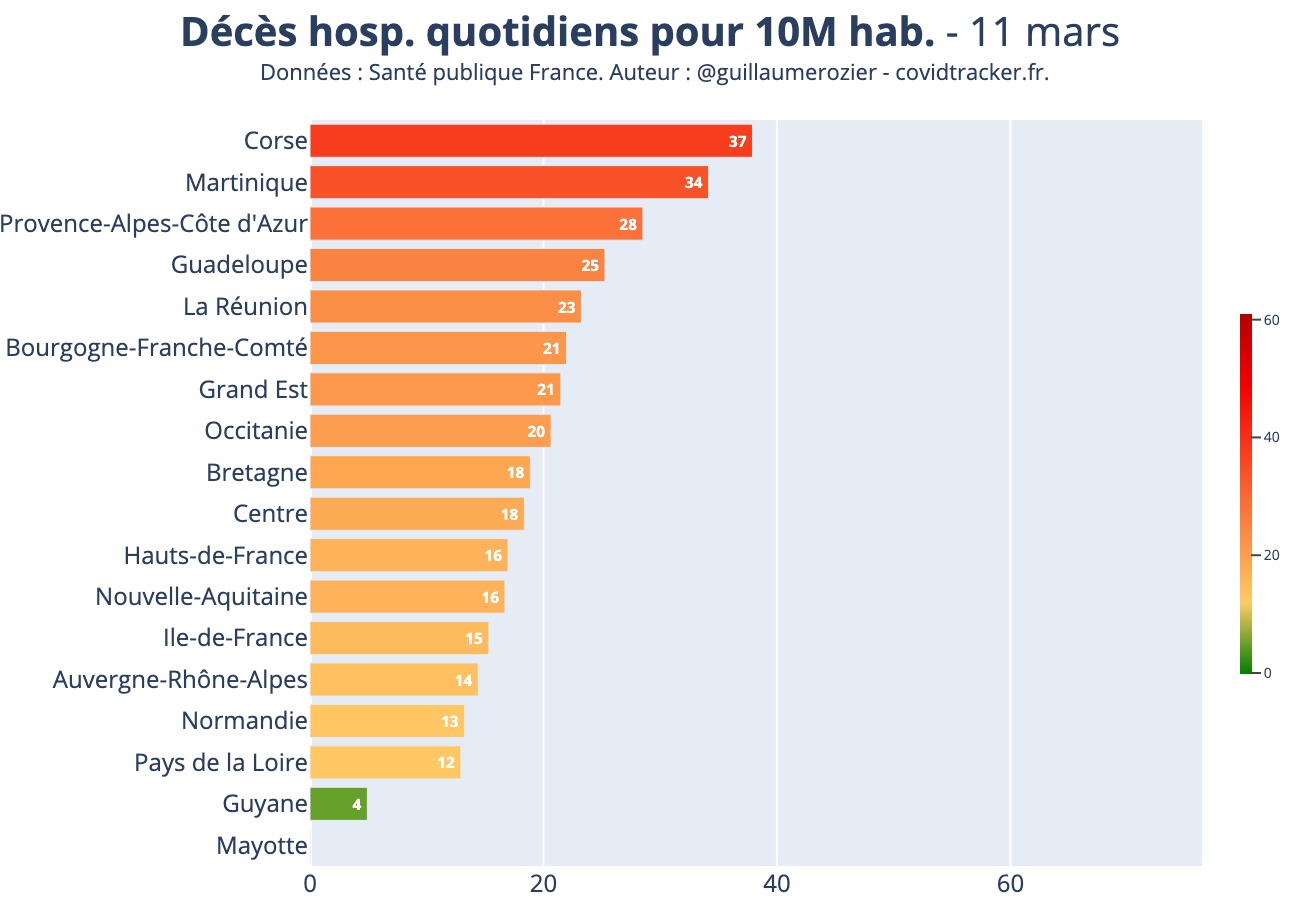 Décès hosp. quotidiens pour 10M hab. - 11 mars
Données : Santé publique France. Auteur : @guillaumerozier - covidtracker.fr.
Corse 37
Martinique 34
Provence-Alpes-Côte d'Azur 28
Guadeloupe 25
La Réunion 23
Bourgogne-Franche-Comté 21
Grand Est 21
Occitanie 20
Bretagne 18
Centre 18
Hauts-de-France 16
Nouvelle-Aquitaine 16
Ile-de-France 15
Auvergne-Rhône-Alpes 14
Normandie 13
Pays de la Loire 12
Guyane 4
Mayotte
0 20 40 60
60
40
20
0